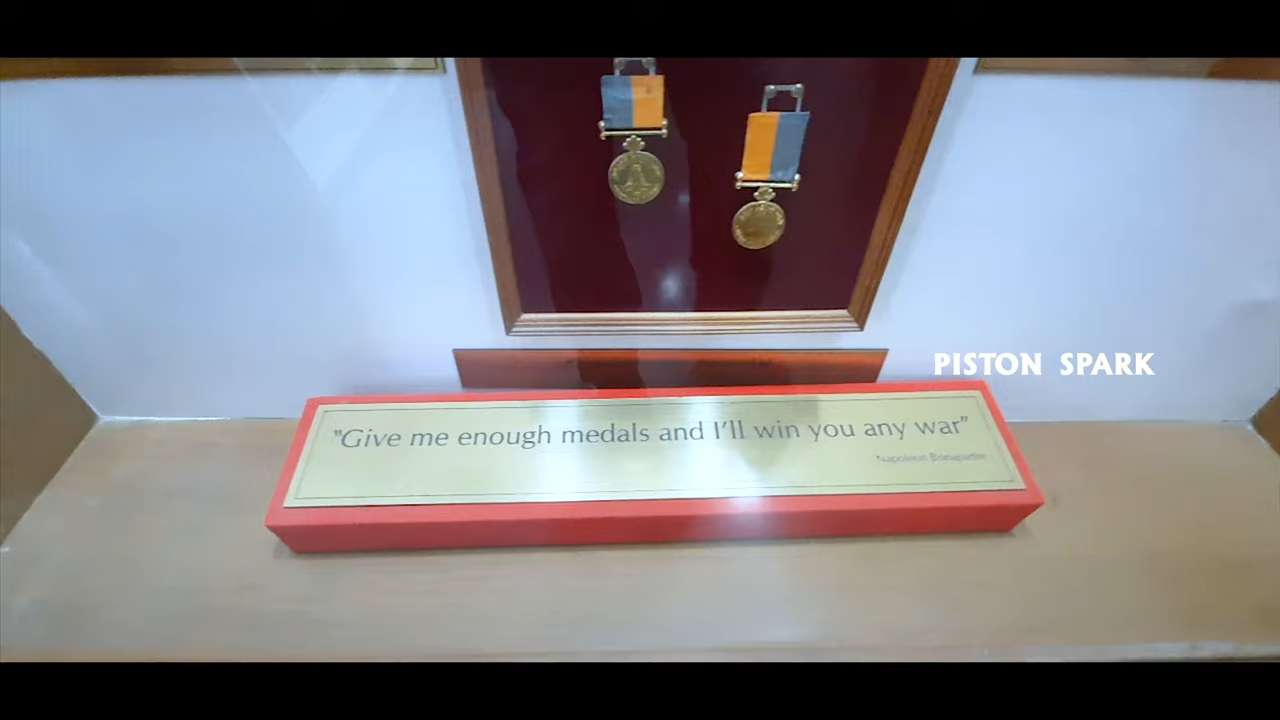 PISTON SPARK
"Give me enough medals and I'll win you any war"
Napoleon Bonaparte